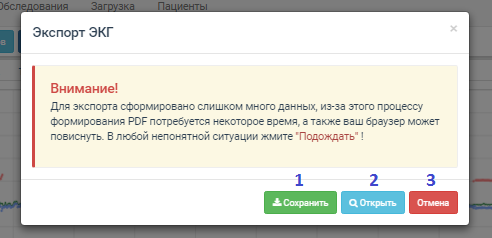 Обследования Загрузка Пациенты
Экспорт ЭКГ ×
Внимание!
Для экспорта сформировано слишком много данных, из-за этого процессу
формирования PDF потребуется некоторое время, а также ваш браузер может
повиснуть. В любой непонятной ситуации жмите "Подождать" !
1 2 3
Сохранить Открыть Отмена